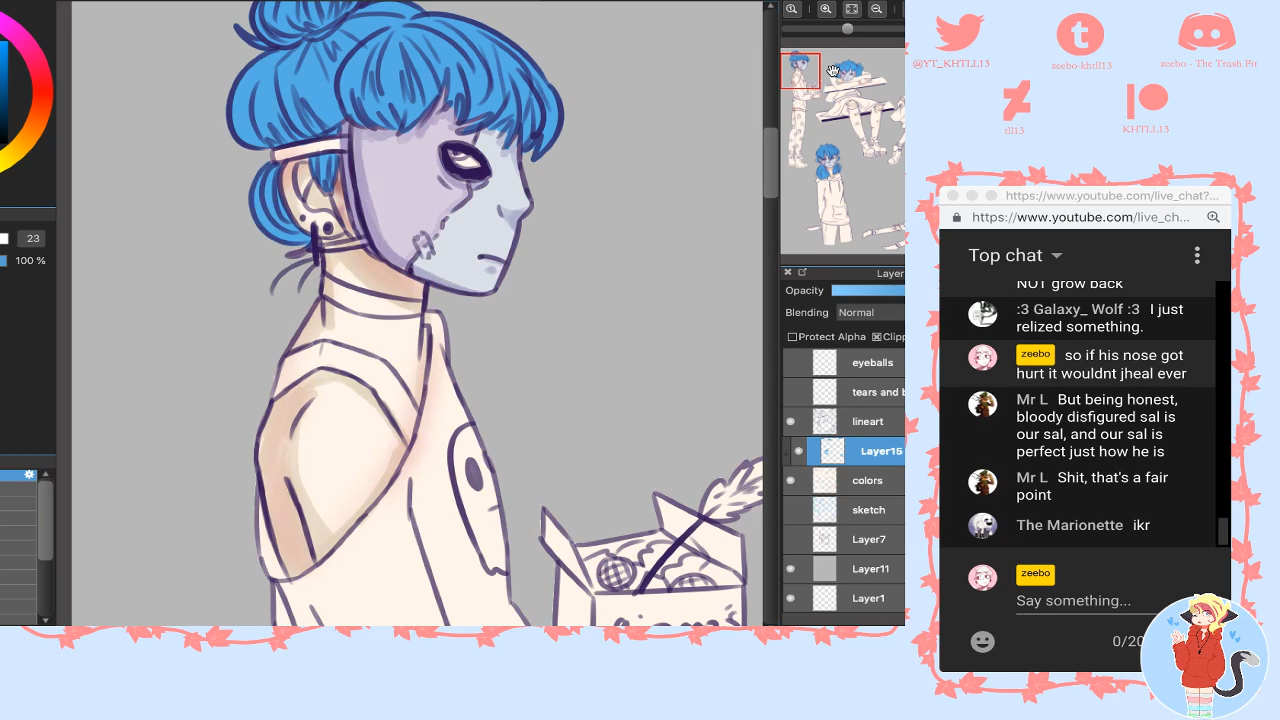 23
100 %
Layer
Opacity
Blending
Normal
Protect Alpha
Clipp
eyeballs
tears and b
lineart
Layer15
colors
sketch
Layer7
Layer11
Layer1
@YT_KHTLL13
zeebo-khtll13
zeebo - The Trash Pit
tll13
KHTLL13
https://www.youtube.com/live_chat?...
https://www.youtube.com/live_ch...
Top chat
NOT grow back
:3 Galaxy_ Wolf :3 I just
relized something.
zeebo so if his nose got
hurt it wouldnt jheal ever
Mr L But being honest,
bloody disfigured sal is
our sal, and our sal is
perfect just how he is
Mr L Shit, that's a fair
point
The Marionette ikr
zeebo
Say something...
0/20